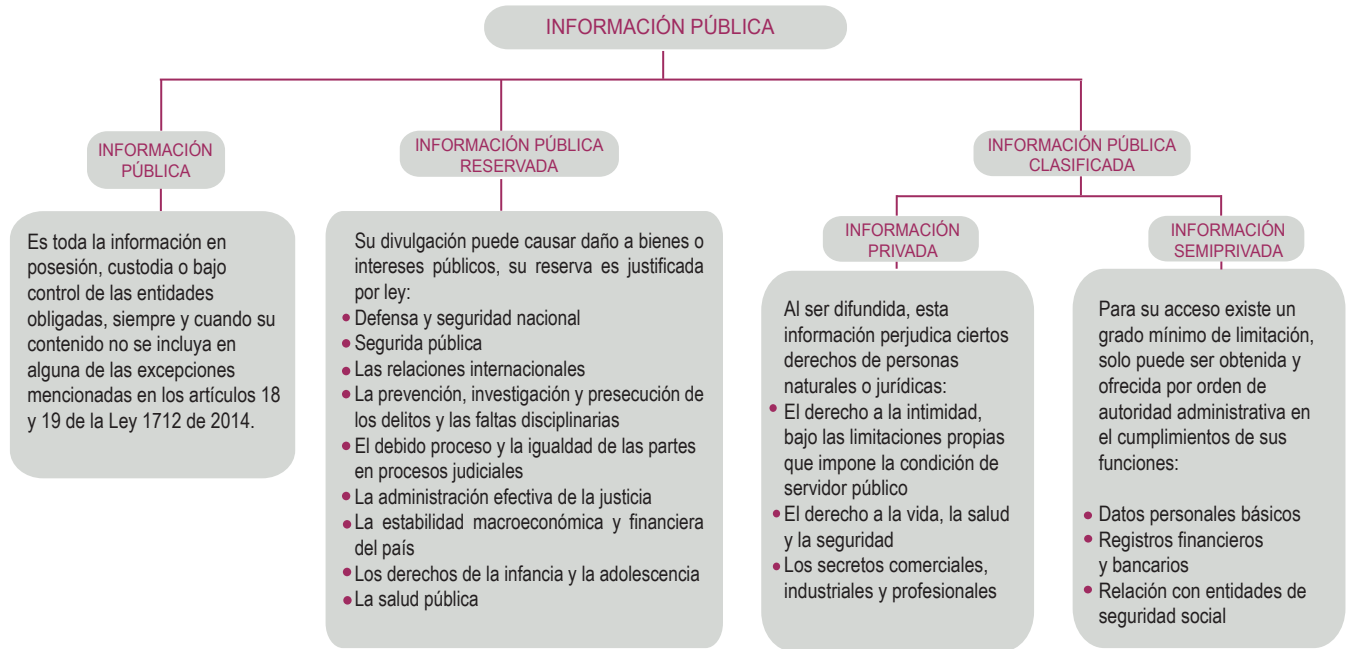 INFORMACIÓN PÚBLICA
INFORMACIÓN
PÚBLICA
Es toda la información en
posesión, custodia o bajo
control de las entidades
obligadas, siempre y cuando su
contenido no se incluya en
alguna de las excepciones
mencionadas en los artículos 18
y 19 de la Ley 1712 de 2014.
INFORMACIÓN PÚBLICA
RESERVADA
Su divulgación puede causar daño a bienes o
intereses públicos, su reserva es justificada
por ley:
• Defensa y seguridad nacional
• Segurida pública
• Las relaciones internacionales
• La prevención, investigación y presecución de
los delitos y las faltas disciplinarias
• El debido proceso y la igualdad de las partes
en procesos judiciales
• La administración efectiva de la justicia
• La estabilidad macroeconómica y financiera
del país
• Los derechos de la infancia y la adolescencia
• La salud pública
INFORMACIÓN PÚBLICA
CLASIFICADA
INFORMACIÓN
PRIVADA
Al ser difundida, esta
información perjudica ciertos
derechos de personas
naturales o jurídicas:
• El derecho a la intimidad,
bajo las limitaciones propias
que impone la condición de
servidor público
• El derecho a la vida, la salud
y la seguridad
• Los secretos comerciales,
industriales y profesionales
INFORMACIÓN
SEMIPRIVADA
Para su acceso existe un
grado mínimo de limitación,
solo puede ser obtenida y
ofrecida por orden de
autoridad administrativa en
el cumplimientos de sus
funciones:
• Datos personales básicos
• Registros financieros
y bancarios
• Relación con entidades de
seguridad social